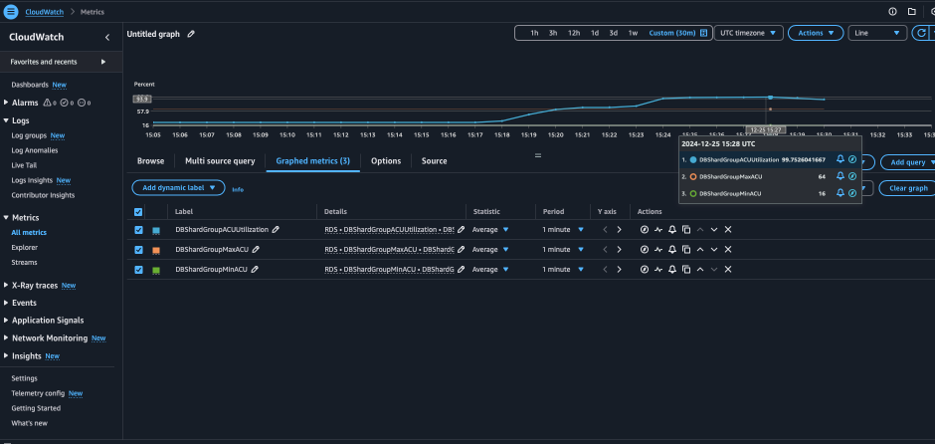 CloudWatch > Metrics
CloudWatch
Untitled graph
1h 3h 12h 1d 3d 1w Custom (30m) UTC timezone Actions Line
Favorites and recents
Dashboards New
Alarms 0 0 0
Logs
Log groups New
Log Anomalies
Live Tail
Logs Insights New
Contributor Insights
Metrics
All metrics
Explorer
Streams
X-Ray traces New
Events
Application Signals
Network Monitoring New
Insights New
Settings
Telemetry config New
Getting Started
What's new
Percent
57.9
16
15:05 15:06 15:07 15:08 15:09 15:10 15:11 15:12 15:13 15:14 15:15 15:16 15:17 15:18 15:19 15:20 15:21 15:22 15:23 15:24 15:25 15:26 15:29 15:30 15:31 15:32 15:33
12-25 15:27
2024-12-25 15:28 UTC
1. DBShardGroupACUUtilization 99.7526041667
2. DBShardGroupMaxACU 64
3. DBShardGroupMinACU 16
Browse Multi source query Graphed metrics (3) Options Source
Add query
Add dynamic label Info
Clear graph
Label Details Statistic Period Y axis Actions
DBShardGroupACUUtilization RDS • DBShardGroupACUUtilization • DBS Average 1 minute
DBShardGroupMaxACU RDS • DBShardGroupMaxACU • DBShardG Average 1 minute
DBShardGroupMinACU RDS • DBShardGroupMinACU • DBShardG Average 1 minute